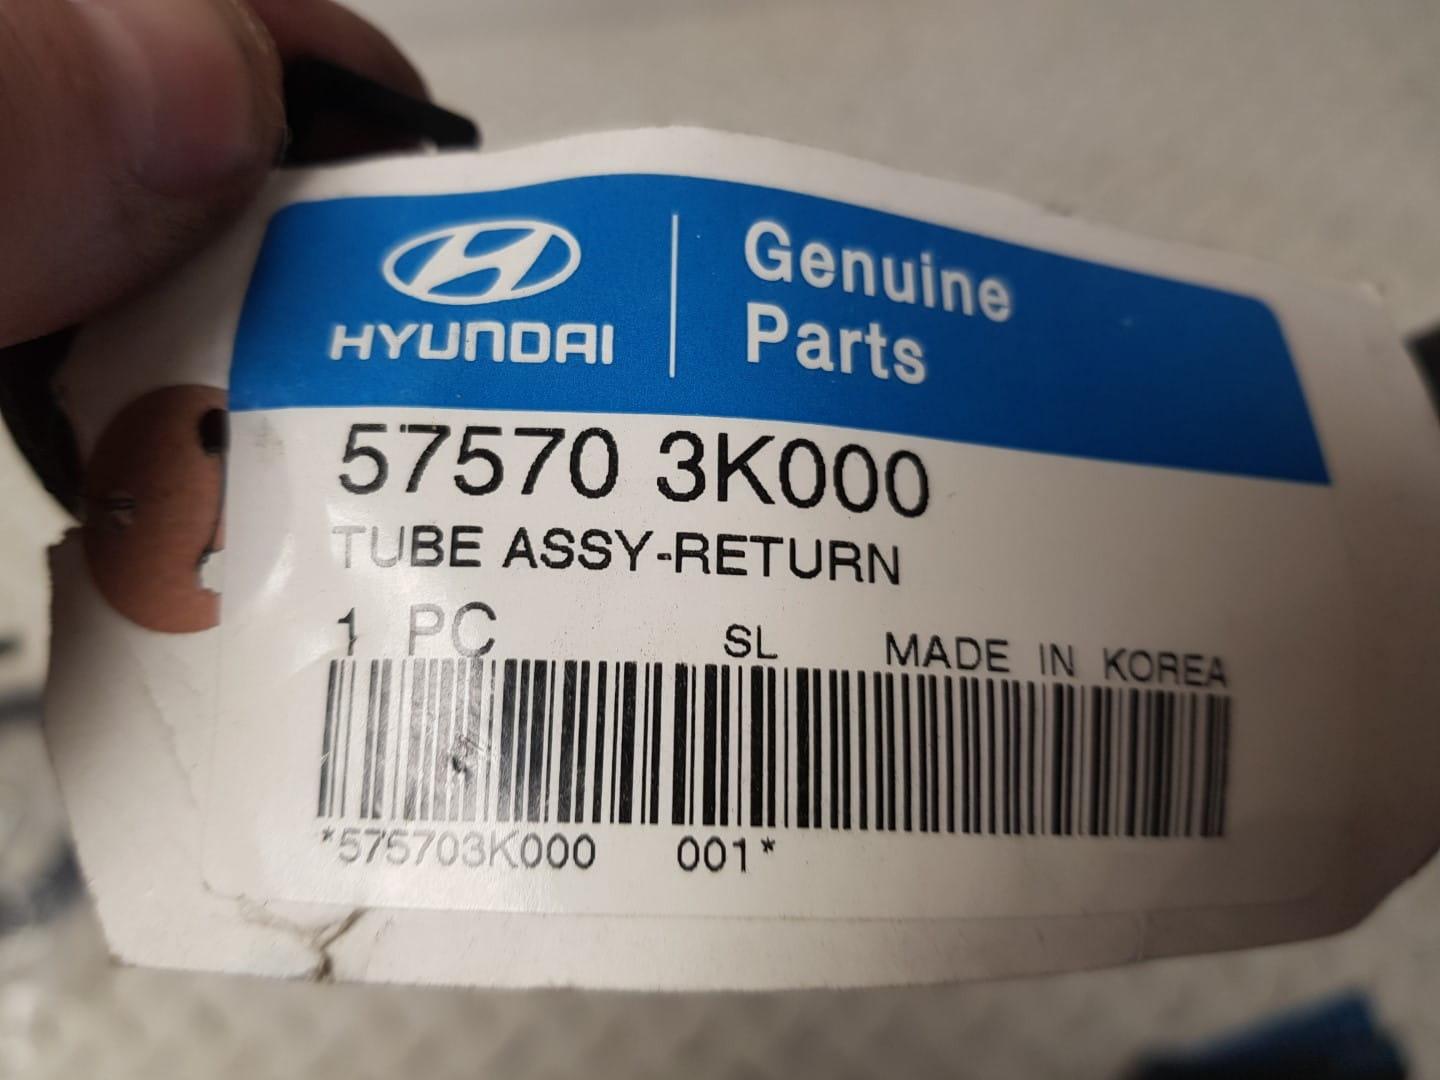 HYUNDAI
Genuine
Parts
57570 3K000
TUBE ASSY-RETURN
1 PC SL MADE IN KOREA
*575703K000 001*